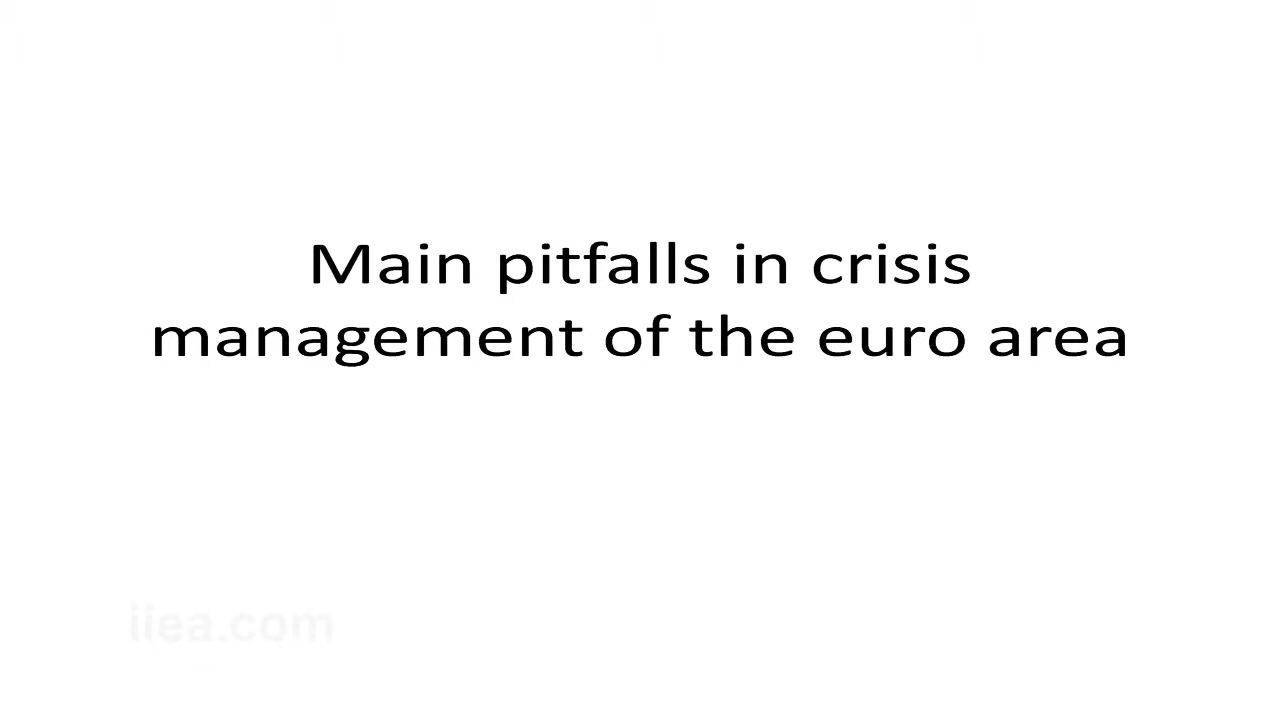 Main pitfalls in crisis
management of the euro area
iiea.com